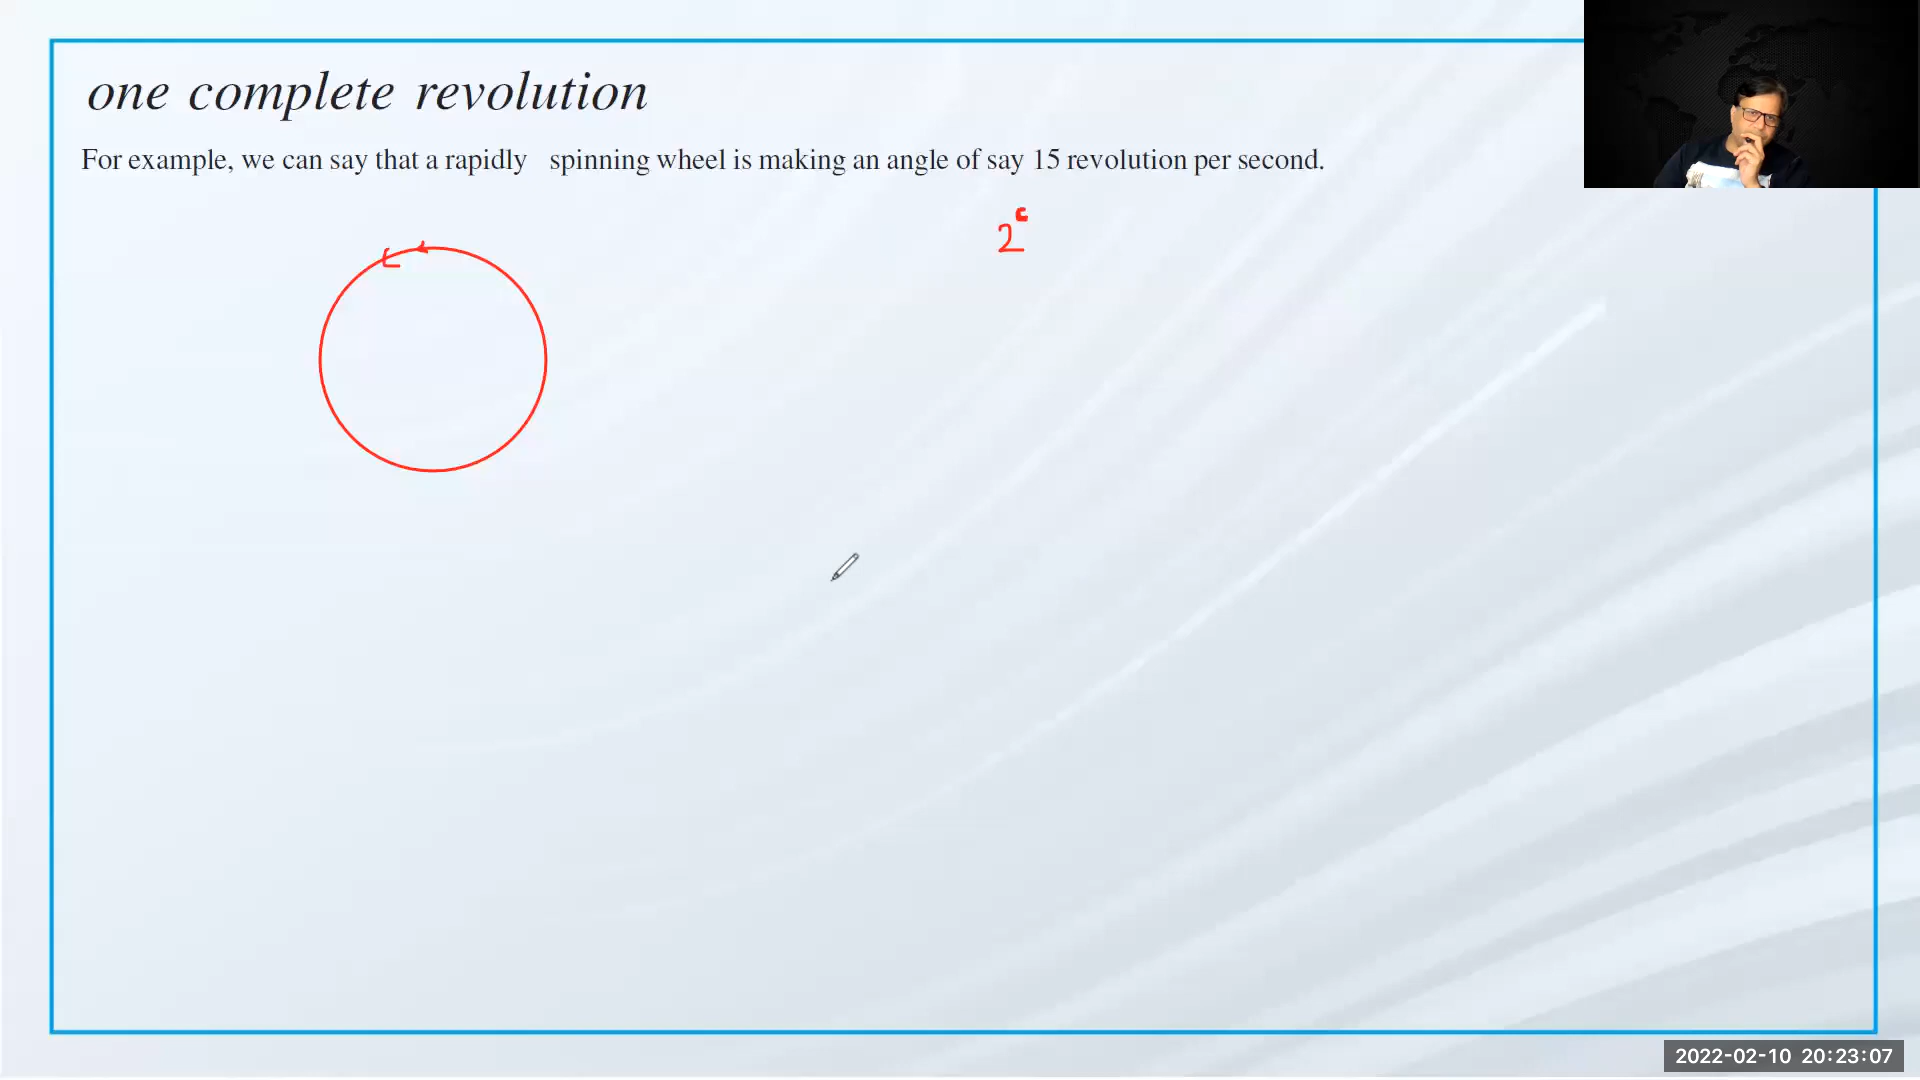 one complete revolution
For example, we can say that a rapidly spinning wheel is making an angle of say 15 revolution per second.
2ᶜ
2022-02-10 20:23:07